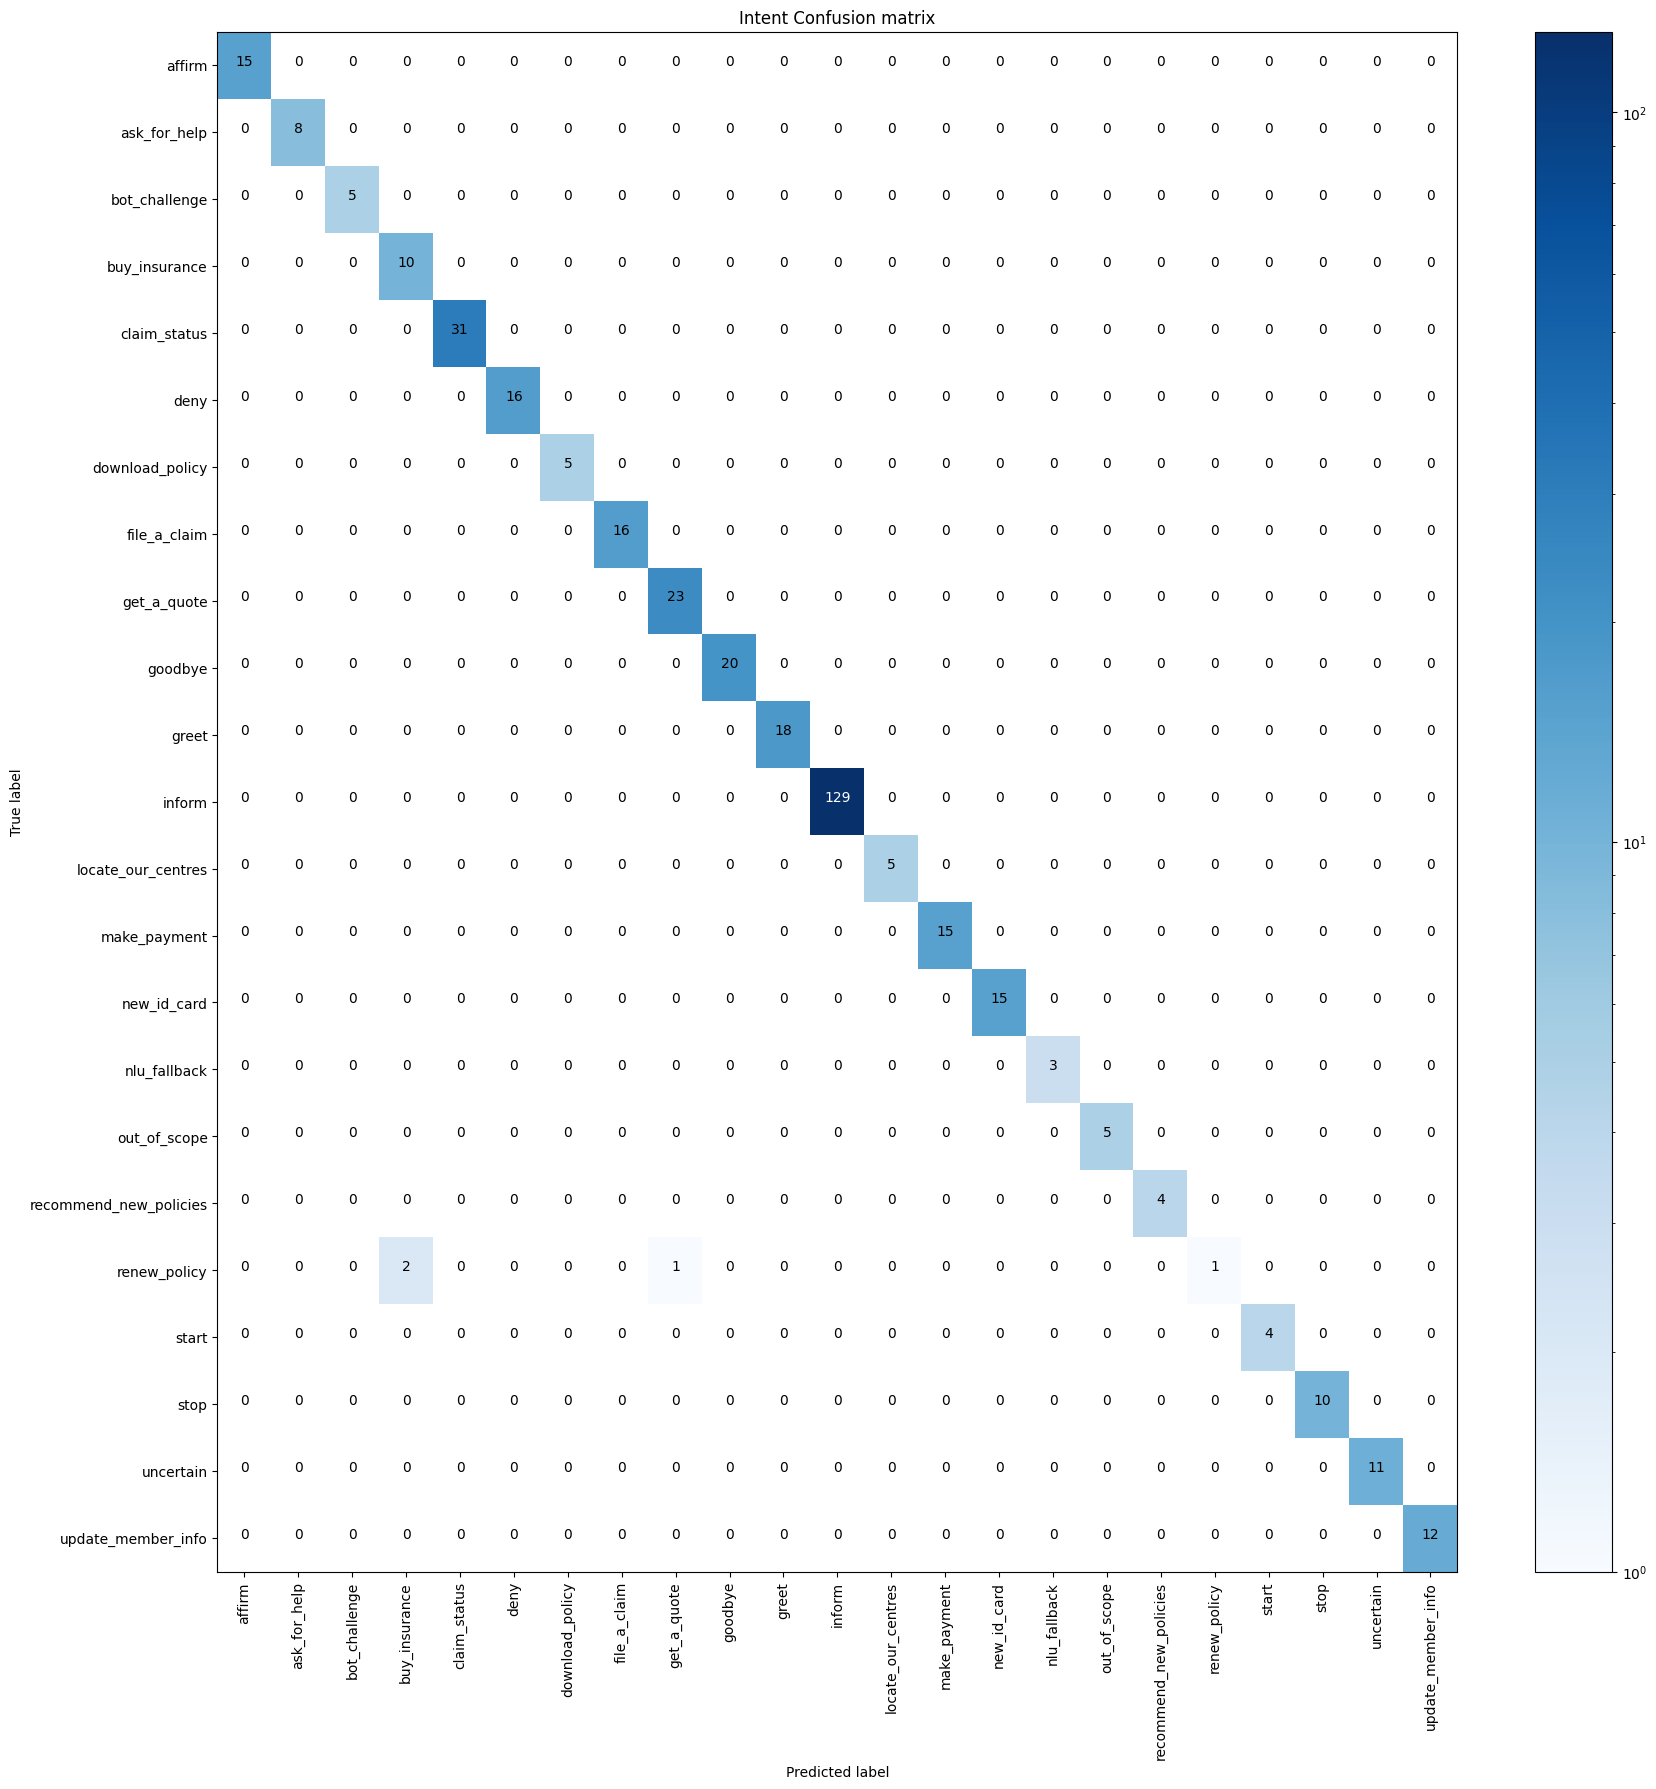 Intent Confusion matrix
affirm 15 0 0 0 0 0 0 0 0 0 0 0 0 0 0 0 0 0 0 0 0 0 0
ask_for_help 0 8 0 0 0 0 0 0 0 0 0 0 0 0 0 0 0 0 0 0 0 0 0
bot_challenge 0 0 5 0 0 0 0 0 0 0 0 0 0 0 0 0 0 0 0 0 0 0 0
buy_insurance 0 0 0 10 0 0 0 0 0 0 0 0 0 0 0 0 0 0 0 0 0 0 0
claim_status 0 0 0 0 31 0 0 0 0 0 0 0 0 0 0 0 0 0 0 0 0 0 0
deny 0 0 0 0 0 16 0 0 0 0 0 0 0 0 0 0 0 0 0 0 0 0 0
download_policy 0 0 0 0 0 0 5 0 0 0 0 0 0 0 0 0 0 0 0 0 0 0 0
file_a_claim 0 0 0 0 0 0 0 16 0 0 0 0 0 0 0 0 0 0 0 0 0 0 0
get_a_quote 0 0 0 0 0 0 0 0 23 0 0 0 0 0 0 0 0 0 0 0 0 0 0
goodbye 0 0 0 0 0 0 0 0 0 20 0 0 0 0 0 0 0 0 0 0 0 0 0
greet 0 0 0 0 0 0 0 0 0 0 18 0 0 0 0 0 0 0 0 0 0 0 0
inform 0 0 0 0 0 0 0 0 0 0 0 129 0 0 0 0 0 0 0 0 0 0 0
locate_our_centres 0 0 0 0 0 0 0 0 0 0 0 0 5 0 0 0 0 0 0 0 0 0 0
make_payment 0 0 0 0 0 0 0 0 0 0 0 0 0 15 0 0 0 0 0 0 0 0 0
new_id_card 0 0 0 0 0 0 0 0 0 0 0 0 0 0 15 0 0 0 0 0 0 0 0
nlu_fallback 0 0 0 0 0 0 0 0 0 0 0 0 0 0 0 3 0 0 0 0 0 0 0
out_of_scope 0 0 0 0 0 0 0 0 0 0 0 0 0 0 0 0 5 0 0 0 0 0 0
recommend_new_policies 0 0 0 0 0 0 0 0 0 0 0 0 0 0 0 0 0 4 0 0 0 0 0
renew_policy 0 0 0 2 0 0 0 0 1 0 0 0 0 0 0 0 0 0 1 0 0 0 0
start 0 0 0 0 0 0 0 0 0 0 0 0 0 0 0 0 0 0 0 4 0 0 0
stop 0 0 0 0 0 0 0 0 0 0 0 0 0 0 0 0 0 0 0 0 10 0 0
uncertain 0 0 0 0 0 0 0 0 0 0 0 0 0 0 0 0 0 0 0 0 0 11 0
update_member_info 0 0 0 0 0 0 0 0 0 0 0 0 0 0 0 0 0 0 0 0 0 0 12
True label
affirm
ask_for_help
bot_challenge
buy_insurance
claim_status
deny
download_policy
file_a_claim
get_a_quote
goodbye
greet
inform
locate_our_centres
make_payment
new_id_card
nlu_fallback
out_of_scope
recommend_new_policies
renew_policy
start
stop
uncertain
update_member_info
Predicted label
10²
10¹
10⁰